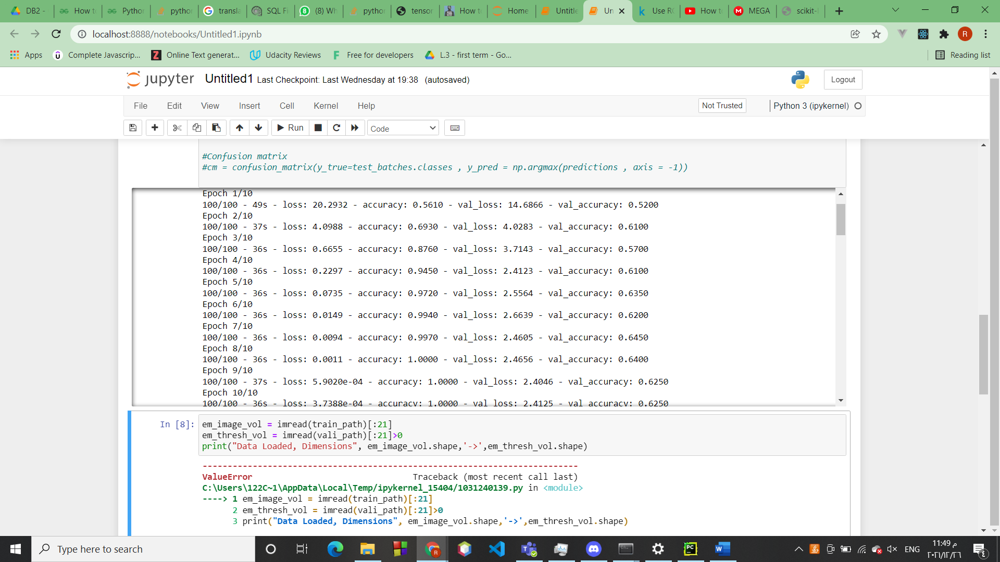 DB2 -
How to
Python
python
transla
SQL Fi
(8) Wh
python
tensor
How to
Home
Untitle
Un
Use RO
How to
MEGA
scikit-l
localhost:8888/notebooks/Untitled1.ipynb
R
Apps
Complete Javascrip...
Online Text generat...
Udacity Reviews
Free for developers
L.3 - first term - Go...
Reading list
jupyter Untitled1 Last Checkpoint: Last Wednesday at 19:38 (autosaved)
Logout
File Edit View Insert Cell Kernel Help
Not Trusted
Python 3 (ipykernel)
Run
Code
#Confusion matrix
#cm = confusion_matrix(y_true=test_batches.classes , y_pred = np.argmax(predictions , axis = -1))
Epoch 1/10
100/100 - 49s - loss: 20.2932 - accuracy: 0.5610 - val_loss: 14.6866 - val_accuracy: 0.5200
Epoch 2/10
100/100 - 37s - loss: 4.0988 - accuracy: 0.6930 - val_loss: 4.0283 - val_accuracy: 0.6100
Epoch 3/10
100/100 - 36s - loss: 0.6655 - accuracy: 0.8760 - val_loss: 3.7143 - val_accuracy: 0.5700
Epoch 4/10
100/100 - 36s - loss: 0.2297 - accuracy: 0.9450 - val_loss: 2.4123 - val_accuracy: 0.6100
Epoch 5/10
100/100 - 36s - loss: 0.0735 - accuracy: 0.9720 - val_loss: 2.5564 - val_accuracy: 0.6350
Epoch 6/10
100/100 - 36s - loss: 0.0149 - accuracy: 0.9940 - val_loss: 2.6639 - val_accuracy: 0.6200
Epoch 7/10
100/100 - 36s - loss: 0.0094 - accuracy: 0.9970 - val_loss: 2.4605 - val_accuracy: 0.6450
Epoch 8/10
100/100 - 36s - loss: 0.0011 - accuracy: 1.0000 - val_loss: 2.4656 - val_accuracy: 0.6400
Epoch 9/10
100/100 - 37s - loss: 5.9020e-04 - accuracy: 1.0000 - val_loss: 2.4046 - val_accuracy: 0.6250
Epoch 10/10
100/100 - 36s - loss: 3.7388e-04 - accuracy: 1.0000 - val_loss: 2.4125 - val_accuracy: 0.6250
In [8]: em_image_vol = imread(train_path)[:21]
em_thresh_vol = imread(vali_path)[:21]>0
print("Data Loaded, Dimensions", em_image_vol.shape,'->',em_thresh_vol.shape)
---------------------------------------------------------------------------
ValueError Traceback (most recent call last)
C:\Users\122C~1\AppData\Local\Temp/ipykernel_15404/1031240139.py in <module>
----> 1 em_image_vol = imread(train_path)[:21]
2 em_thresh_vol = imread(vali_path)[:21]>0
3 print("Data Loaded, Dimensions", em_image_vol.shape,'->',em_thresh_vol.shape)
Type here to search
ENG
11:49 م
٢٠٢١/١٢/٢٦
٤